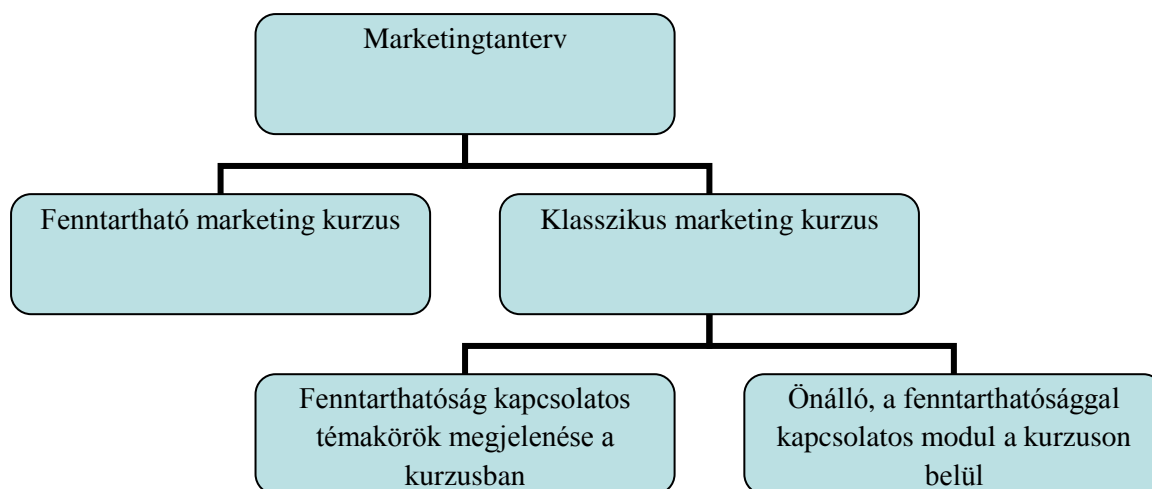 Marketingtanterv
Fenntartható marketing kurzus
Klasszikus marketing kurzus
Fenntarthatóság kapcsolatos
témakörök megjelenése a
kurzusban
Önálló, a fenntarthatósággal
kapcsolatos modul a kurzuson
belül